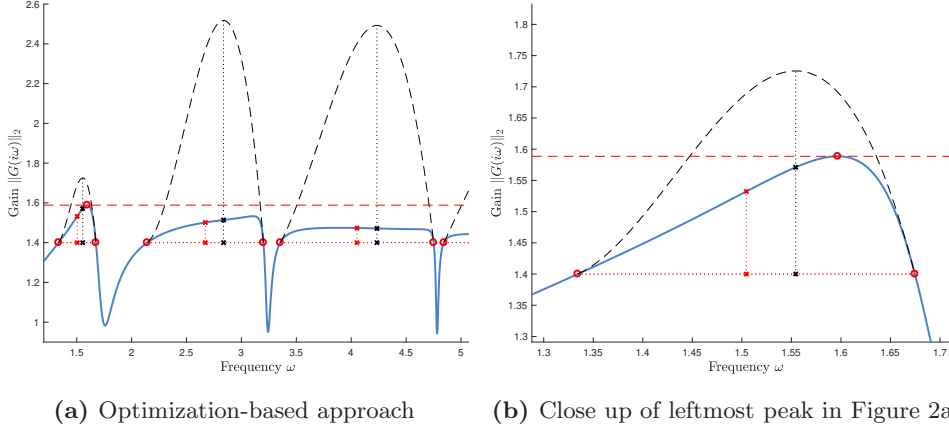 2.6
2.4
2.2
2
1.8
1.6
1.4
1.2
1
Gain ‖G(iω)‖₂
1.5 2 2.5 3 3.5 4 4.5 5
Frequency ω
(a) Optimization-based approach
1.8
1.75
1.7
1.65
1.6
1.55
1.5
1.45
1.4
1.35
1.3
Gain ‖G(iω)‖₂
1.3 1.35 1.4 1.45 1.5 1.55 1.6 1.65 1.7
Frequency ω
(b) Close up of leftmost peak in Figure 2a